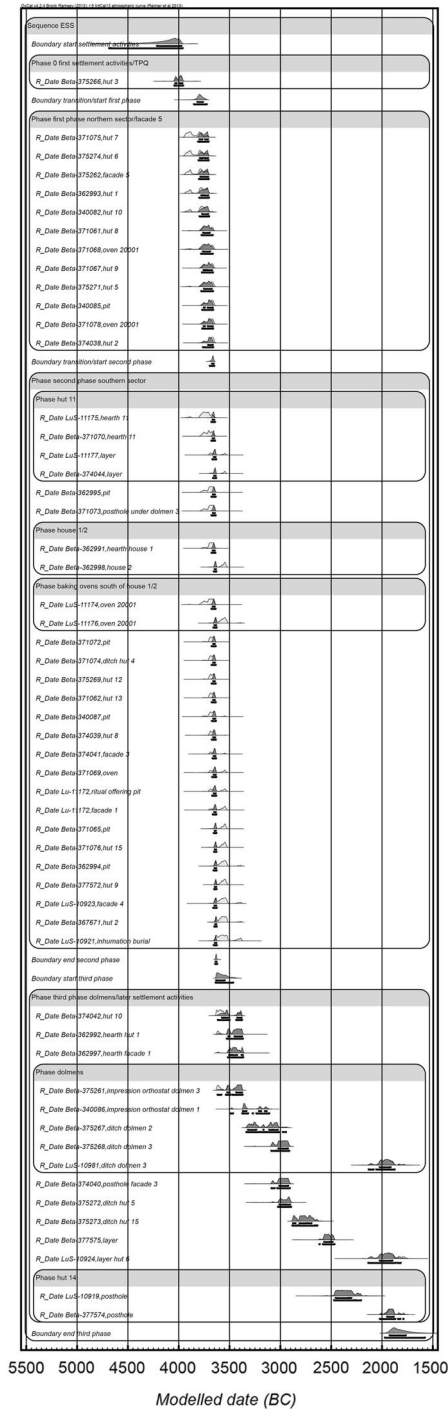 OxCal v4.2.4 Bronk Ramsey (2013); r:5 IntCal13 atmospheric curve (Reimer et al 2013)
Sequence ESS
Boundary start settlement activities
Phase 0 first settlement activities/TPQ
R_Date Beta-375266,hut 3
Boundary transition/start first phase
Phase first phase northern sector/facade 5
R_Date Beta-371075,hut 7
R_Date Beta-375274,hut 6
R_Date Beta-375262,facade 5
R_Date Beta-362993,hut 1
R_Date Beta-340082,hut 10
R_Date Beta-371061,hut 8
R_Date Beta-371068,oven 20001
R_Date Beta-371067,hut 9
R_Date Beta-375271,hut 5
R_Date Beta-340085,pit
R_Date Beta-371078,oven 20001
R_Date Beta-374038,hut 2
Boundary transition/start second phase
Phase second phase southern sector
Phase hut 11
R_Date LuS-11175,hearth 11
R_Date Beta-371070,hearth 11
R_Date LuS-11177,layer
R_Date Beta-374044,layer
R_Date Beta-362995,pit
R_Date Beta-371073,posthole under dolmen 3
Phase house 1/2
R_Date Beta-362991,hearth house 1
R_Date Beta-362998,house 2
Phase baking ovens south of house 1/2
R_Date LuS-11174,oven 20001
R_Date LuS-11176,oven 20001
R_Date Beta-371072,pit
R_Date Beta-371074,ditch hut 4
R_Date Beta-375269,hut 12
R_Date Beta-371062,hut 13
R_Date Beta-340087,pit
R_Date Beta-374039,hut 8
R_Date Beta-374041,facade 3
R_Date Beta-371069,oven
R_Date Lu-11172,ritual offering pit
R_Date Lu-11172,facade 1
R_Date Beta-371065,pit
R_Date Beta-371076,hut 15
R_Date Beta-362994,pit
R_Date Beta-377572,hut 9
R_Date LuS-10923,facade 4
R_Date Beta-367671,hut 2
R_Date LuS-10921,inhumation burial
Boundary end second phase
Boundary start third phase
Phase third phase dolmens/later settlement activities
R_Date Beta-374042,hut 10
R_Date Beta-362992,hearth hut 1
R_Date Beta-362997,hearth facade 1
Phase dolmens
R_Date Beta-375261,impression orthostat dolmen 3
R_Date Beta-340086,impression orthostat dolmen 1
R_Date Beta-375267,ditch dolmen 2
R_Date Beta-375268,ditch dolmen 3
R_Date LuS-10981,ditch dolmen 3
R_Date Beta-374040,posthole facade 3
R_Date Beta-375272,ditch hut 5
R_Date Beta-375273,ditch hut 15
R_Date Beta-377575,layer
R_Date LuS-10924,layer hut 6
Phase hut 14
R_Date LuS-10919,posthole
R_Date Beta-377574,posthole
Boundary end third phase
5500 5000 4500 4000 3500 3000 2500 2000 1500
Modelled date (BC)